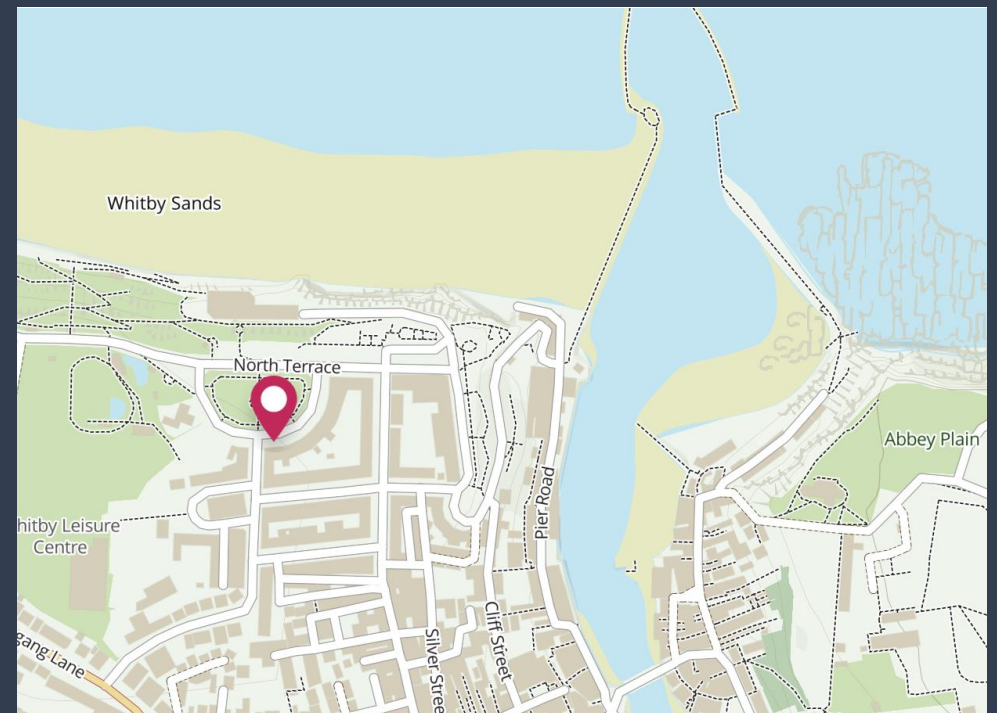 Whitby Sands
North Terrace
Abbey Plain
hitby Leisure
Centre
Pier Road
gang Lane
Silver Stree
Cliff Street